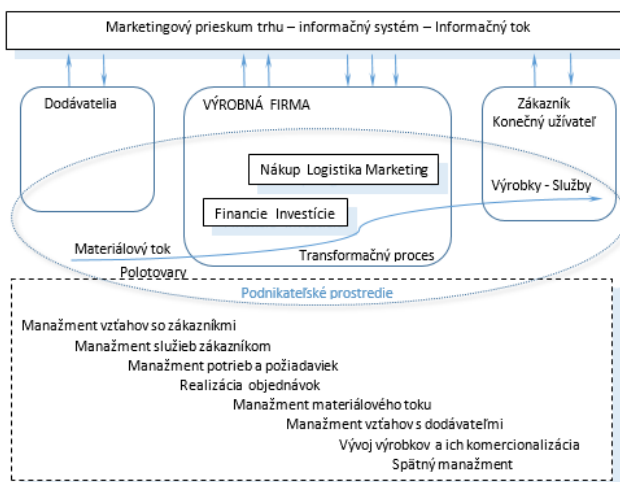 Marketingový prieskum trhu – informačný systém – Informačný tok
Dodávatelia
VÝROBNÁ FIRMA
Zákazník
Konečný užívateľ
Nákup Logistika Marketing
Výrobky - Služby
Financie Investície
Materiálový tok
Transformačný proces
Polotovary
Podnikateľské prostredie
Manažment vzťahov so zákazníkmi
Manažment služieb zákazníkom
Manažment potrieb a požiadaviek
Realizácia objednávok
Manažment materiálového toku
Manažment vzťahov s dodávateľmi
Vývoj výrobkov a ich komercionalizácia
Spätný manažment